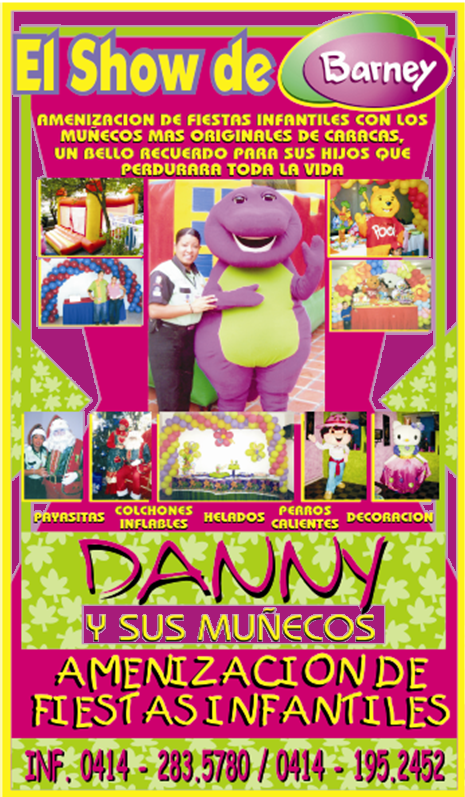 El Show de Barney
AMENIZACION DE FIESTAS INFANTILES CON LOS
MUÑECOS MAS ORIGINALES DE CARACAS,
UN BELLO RECUERDO PARA SUS HIJOS QUE
PERDURARA TODA LA VIDA
POOH
PAYASITAS COLCHONES INFLABLES HELADOS PERROS CALIENTES DECORACION
DANNY
Y SUS MUÑECOS
AMENIZACIÓN DE
FIESTAS INFANTILES
INF. 0414 - 283.5780 / 0414 - 195.2452